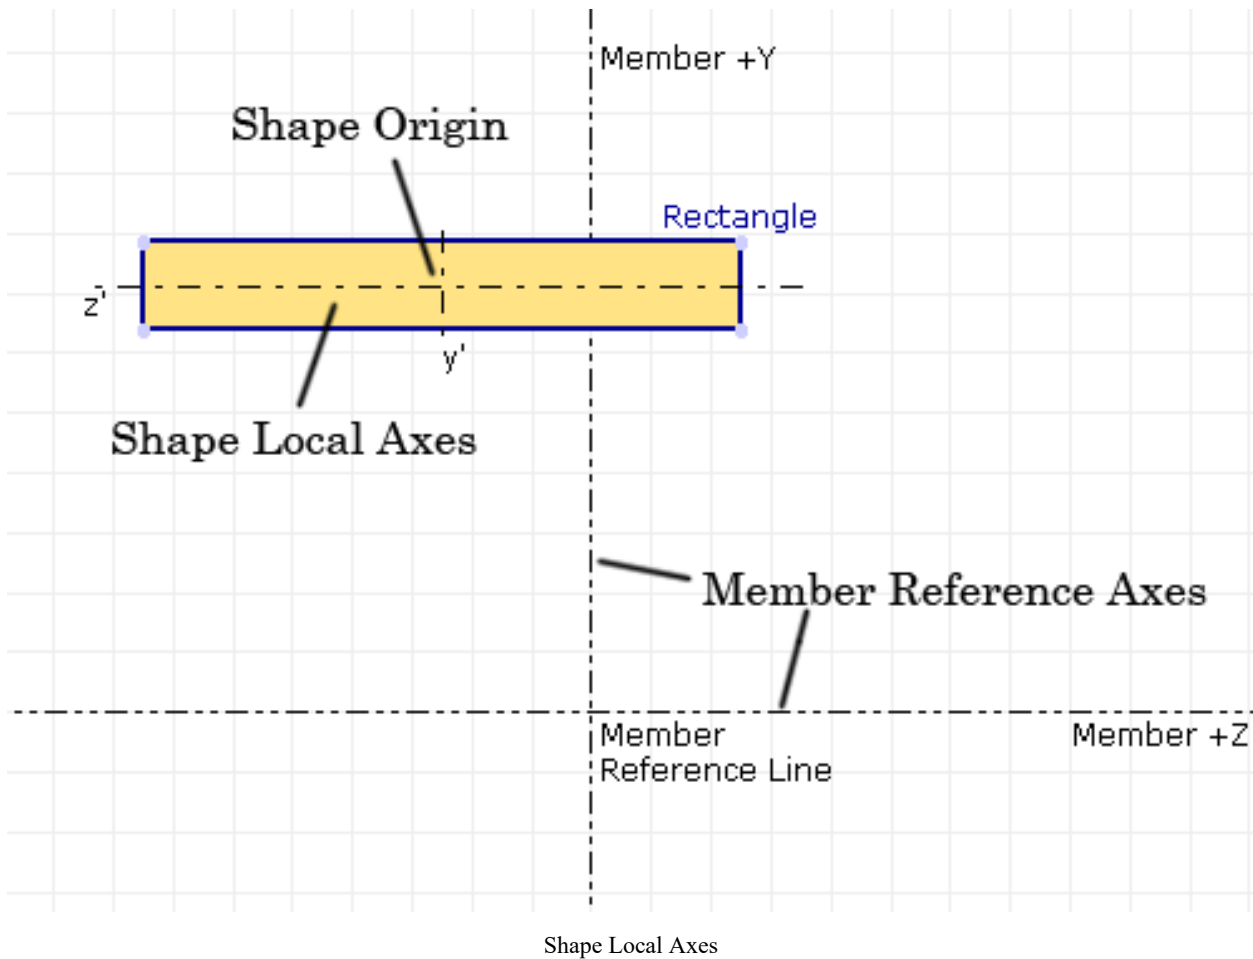 Member +Y
Shape Origin
Rectangle
z'
y'
Shape Local Axes
Member Reference Axes
Member
Reference Line
Member +Z
Shape Local Axes